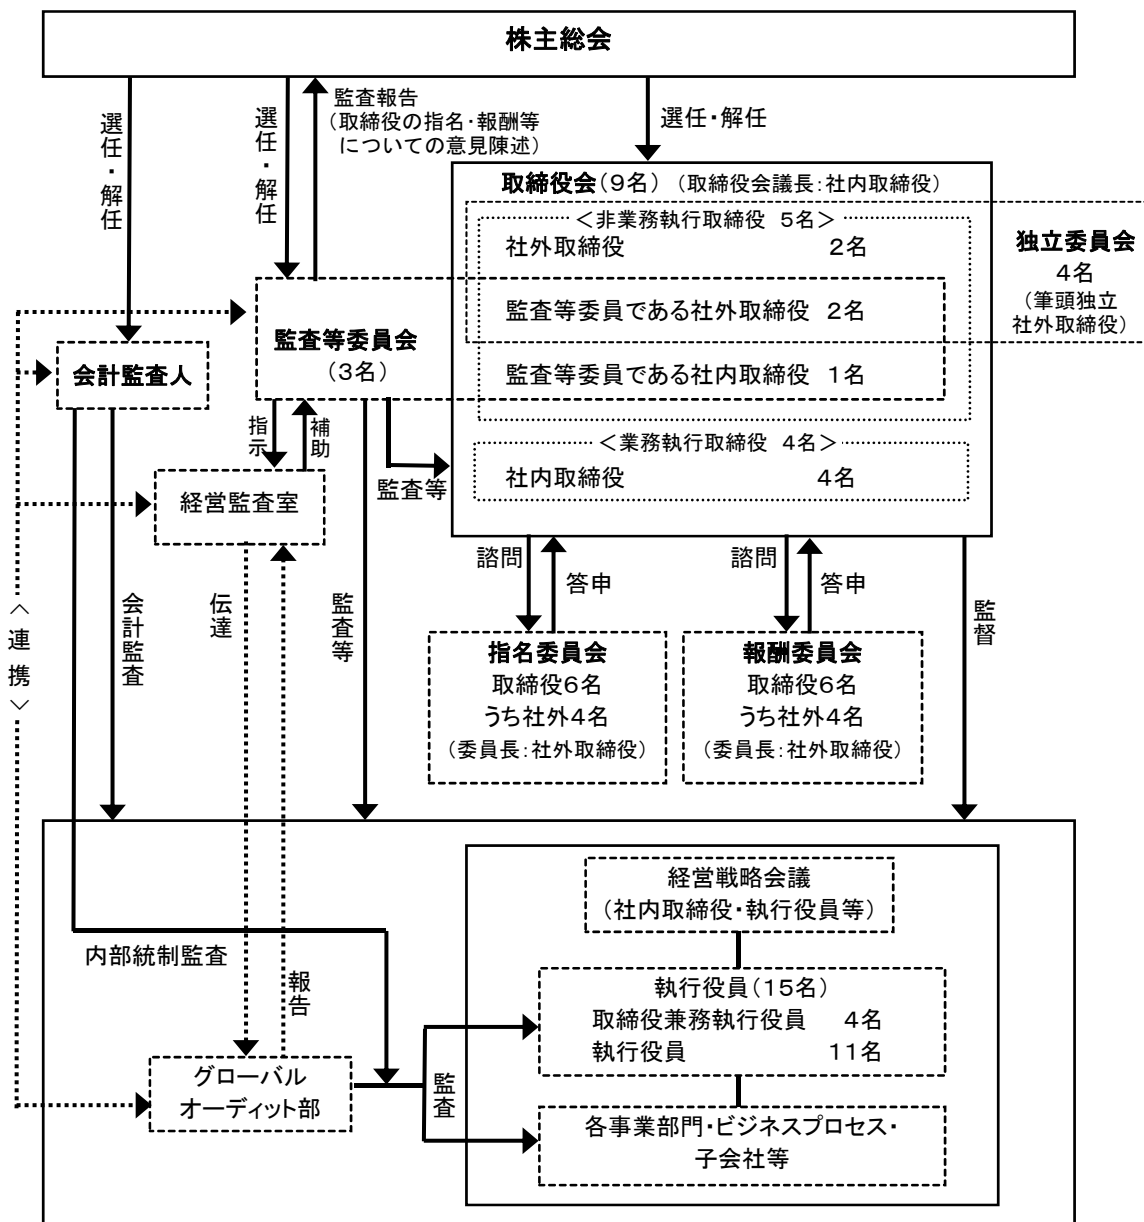 株主総会
選任・解任
選任・解任
監査報告
（取締役の指名・報酬等
についての意見陳述）
選任・解任
取締役会（9名）（取締役会議長：社内取締役）
＜非業務執行取締役 5名＞
社外取締役 2名
監査等委員である社外取締役 2名
監査等委員である社内取締役 1名
＜業務執行取締役 4名＞
社内取締役 4名
独立委員会
4名
（筆頭独立
社外取締役）
監査等委員会
（3名）
会計監査人
指示
補助
監査等
経営監査室
諮問
答申
諮問
答申
＜連携＞
会計監査
伝達
監査等
監督
指名委員会
取締役6名
うち社外4名
（委員長：社外取締役）
報酬委員会
取締役6名
うち社外4名
（委員長：社外取締役）
経営戦略会議
（社内取締役・執行役員等）
内部統制監査
報告
執行役員（15名）
取締役兼務執行役員 4名
執行役員 11名
グローバル
オーディット部
監査
各事業部門・ビジネスプロセス・
子会社等